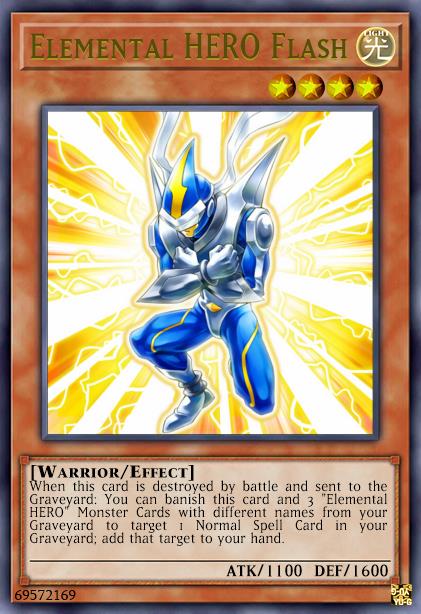 Elemental HERO Flash
LIGHT
光
[Warrior/Effect]
When this card is destroyed by battle and sent to the
Graveyard: You can banish this card and 3 "Elemental
HERO" Monster Cards with different names from your
Graveyard to target 1 Normal Spell Card in your
Graveyard; add that target to your hand.
ATK/1100 DEF/1600
69572169